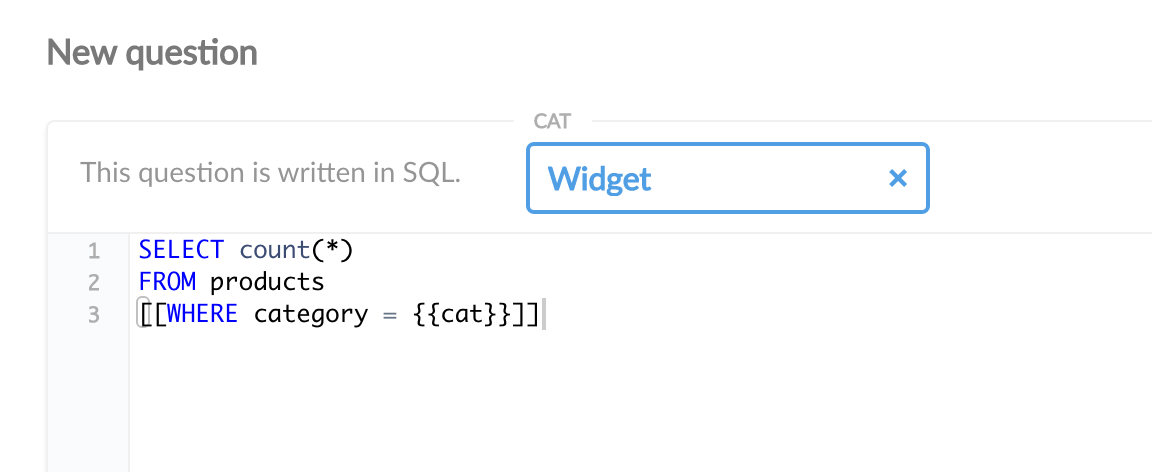 New question
CAT
This question is written in SQL.
Widget ×
1 SELECT count(*)
2 FROM products
3 [[WHERE category = {{cat}}]]